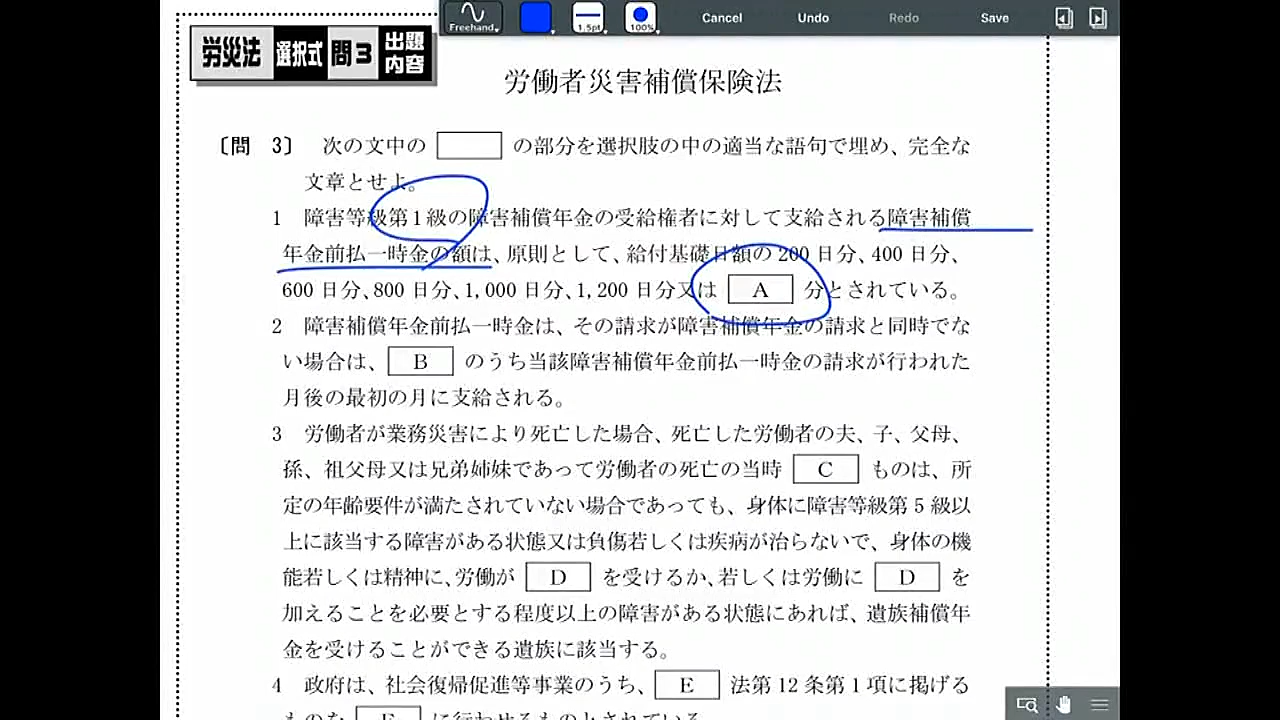 Freehand
1.5pt
100%
Cancel
Undo
Redo
Save
労災法 選択式 問3 出題内容
労働者災害補償保険法
〔問 3〕 次の文中の の部分を選択肢の中の適当な語句で埋め、完全な
文章とせよ。
1 障害等級第1級の障害補償年金の受給権者に対して支給される障害補償
年金前払一時金の額は、原則として、給付基礎日額の200日分、400日分、
600日分、800日分、1,000日分、1,200日分又は A 分とされている。
2 障害補償年金前払一時金は、その請求が障害補償年金の請求と同時でな
い場合は、 B のうち当該障害補償年金前払一時金の請求が行われた
月後の最初の月に支給される。
3 労働者が業務災害により死亡した場合、死亡した労働者の夫、子、父母、
孫、祖父母又は兄弟姉妹であって労働者の死亡の当時 C ものは、所
定の年齢要件が満たされていない場合であっても、身体に障害等級第5級以
上に該当する障害がある状態又は負傷若しくは疾病が治らないで、身体の機
能若しくは精神に、労働が D を受けるか、若しくは労働に D を
加えることを必要とする程度以上の障害がある状態にあれば、遺族補償年
金を受けることができる遺族に該当する。
4 政府は、社会復帰促進等事業のうち、 E 法第12条第1項に掲げる
ものを F に行わせるものとされている。